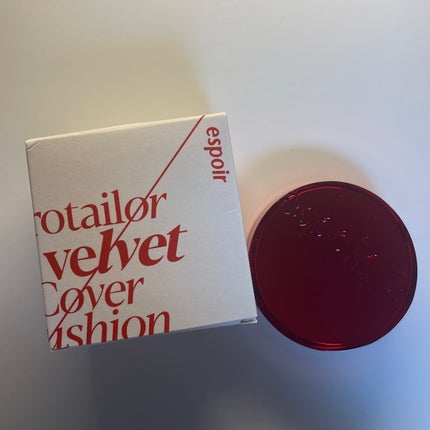 espoir
rotailor
velvet
Cover
ushion